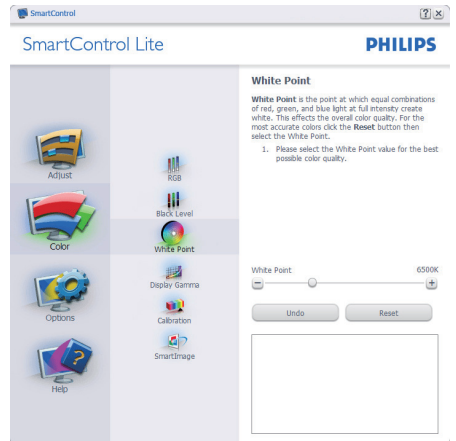 SmartControl
? ×
SmartControl Lite
PHILIPS
Adjust
Color
Options
Help
RGB
Black Level
White Point
Display Gamma
Calibration
SmartImage
White Point
White Point is the point at which equal combinations
of red, green, and blue light at full intensity create
white. This effects the overall color quality. For the
most accurate colors click the Reset button then
select the White Point.
1. Please select the White Point value for the best
possible color quality.
White Point 6500K
− +
Undo Reset